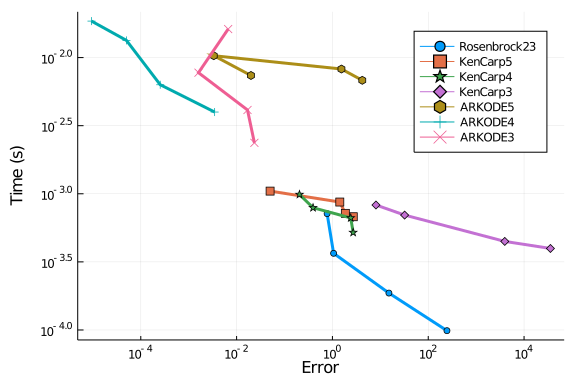 Time (s)
10^-2.0
10^-2.5
10^-3.0
10^-3.5
10^-4.0
Rosenbrock23
KenCarp5
KenCarp4
KenCarp3
ARKODE5
ARKODE4
ARKODE3
10^-4 10^-2 10^0 10^2 10^4
Error